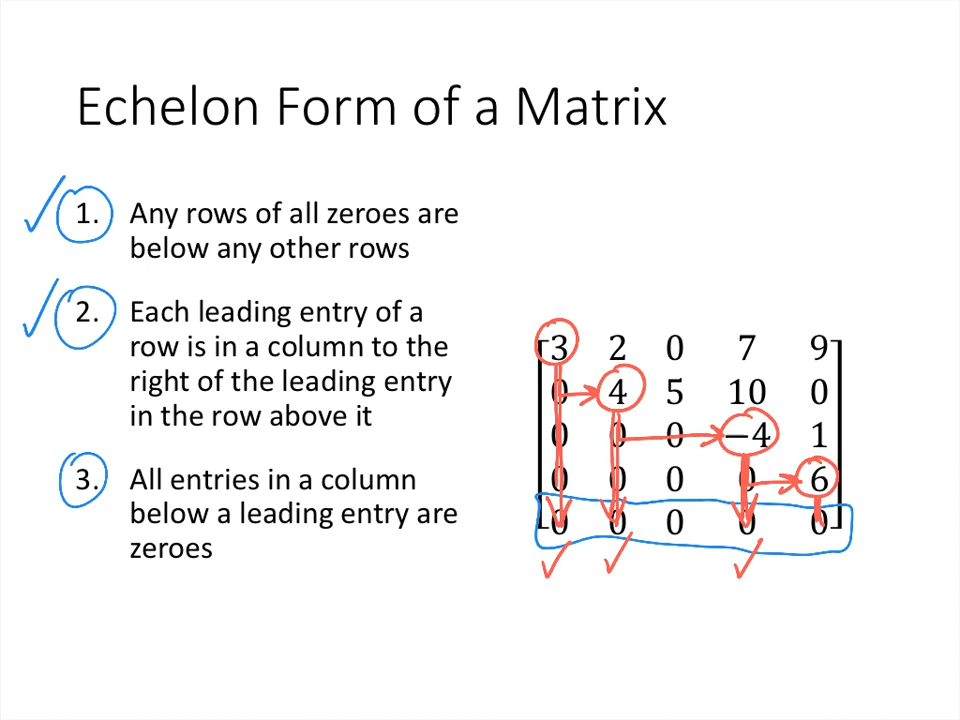 Echelon Form of a Matrix
1. Any rows of all zeroes are
below any other rows
2. Each leading entry of a
row is in a column to the
right of the leading entry
in the row above it
3. All entries in a column
below a leading entry are
zeroes
3 2 0 7 9
0 4 5 10 0
0 0 0 −4 1
0 0 0 0 6
0 0 0 0 0